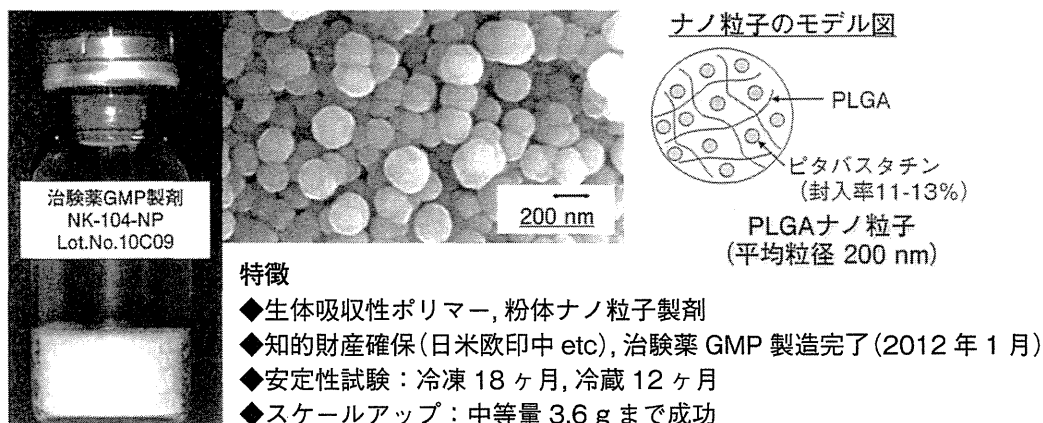 治験薬GMP製剤
NK-104-NP
Lot.No.10C09
200 nm
ナノ粒子のモデル図
PLGA
ピタバスタチン
(封入率11-13%)
PLGAナノ粒子
(平均粒径 200 nm)
特徴
◆生体吸収性ポリマー, 粉体ナノ粒子製剤
◆知的財産確保(日米欧印中 etc), 治験薬 GMP 製造完了(2012 年 1 月)
◆安定性試験：冷凍 18 ヶ月, 冷蔵 12 ヶ月
◆スケールアップ：中等量 3.6 g まで成功